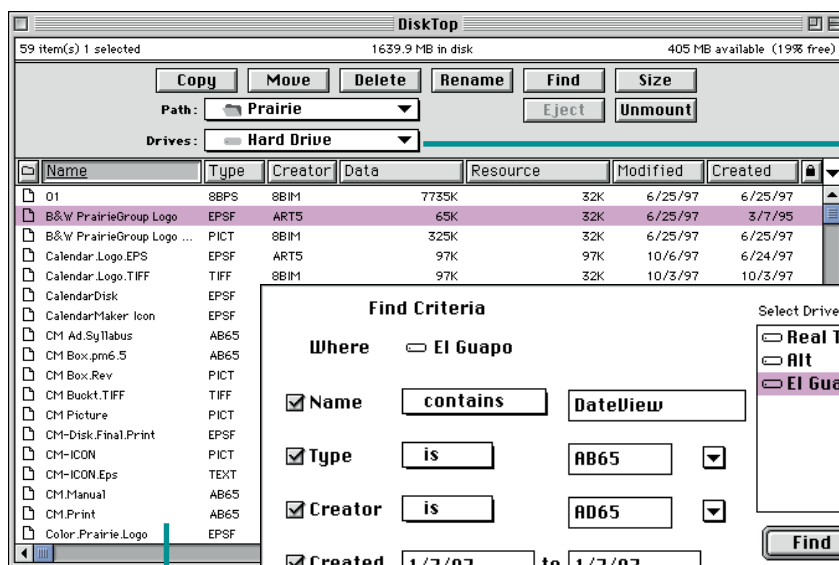 DiskTop
59 item(s) 1 selected 1639.9 MB in disk 405 MB available (19% free)
Copy Move Delete Rename Find Size
Path: Prairie Eject Unmount
Drives: Hard Drive
Name Type Creator Data Resource Modified Created
01 8BPS 8BIM 7735K 32K 6/25/97 6/25/97
B&W PrairieGroup Logo EPSF ART5 65K 32K 6/25/97 3/7/95
B&W PrairieGroup Logo ... PICT 8BIM 325K 32K 6/25/97 6/25/97
Calendar.Logo.EPS EPSF ART5 97K 97K 10/6/97 6/24/97
Calendar.Logo.TIFF TIFF 8BIM 97K 32K 10/3/97 10/3/97
CalendarDisk EPSF
CalendarMaker Icon EPSF
CM Ad.Syllabus AB65
CM Box.pm6.5 AB65
CM Box.Rev PICT
CM Buckt.TIFF TIFF
CM Picture PICT
CM-Disk.Final.Print EPSF
CM-ICON PICT
CM-ICON.Eps TEXT
CM.Manual AB65
CM.Print AB65
Color.Prairie.Logo EPSF
Find Criteria
Where El Guapo
Name contains DateView
Type is AB65
Creator is AD65
Created to
Select Drive
Real T
Alt
El Gua
Find